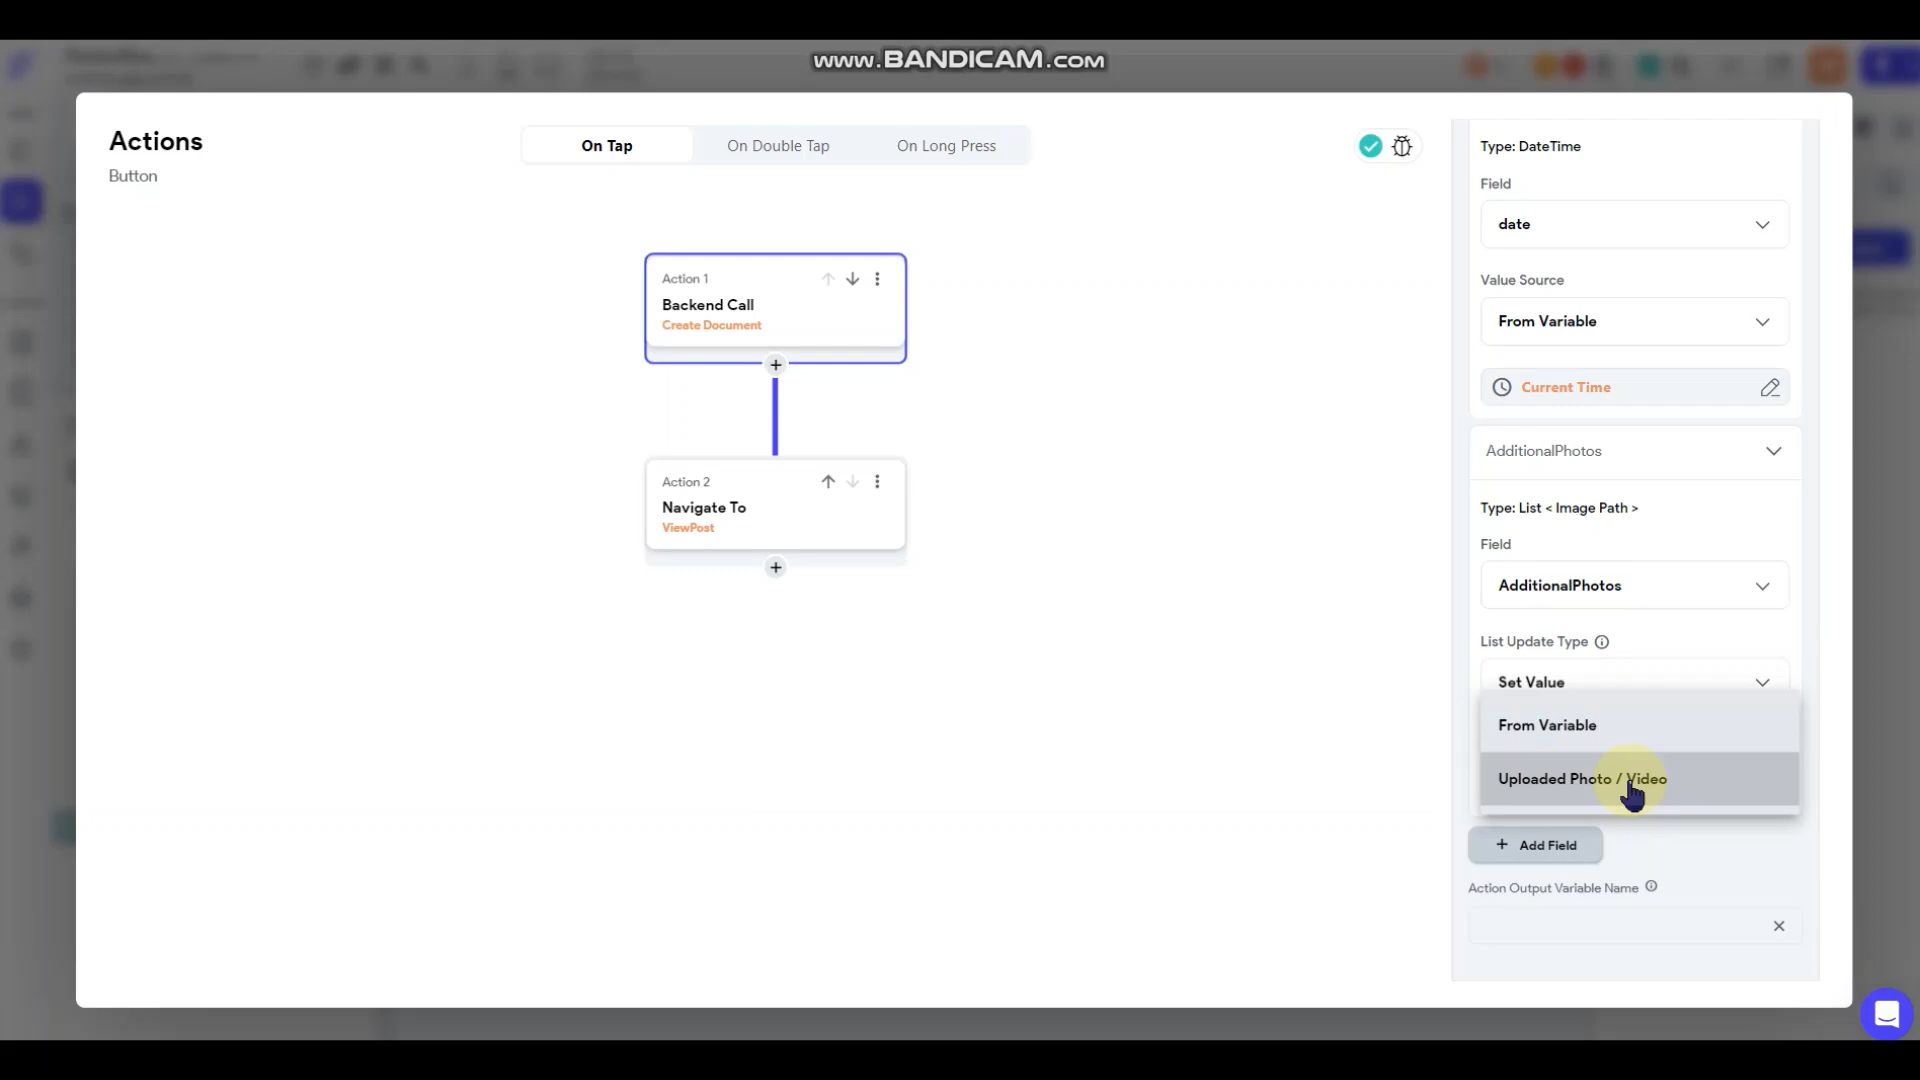 www.BANDICAM.com
Actions
Button
On Tap
On Double Tap
On Long Press
Action 1
Backend Call
Create Document
Action 2
Navigate To
ViewPost
Type: DateTime
Field
date
Value Source
From Variable
Current Time
AdditionalPhotos
Type: List < Image Path >
Field
AdditionalPhotos
List Update Type
Set Value
From Variable
Uploaded Photo / Video
+ Add Field
Action Output Variable Name